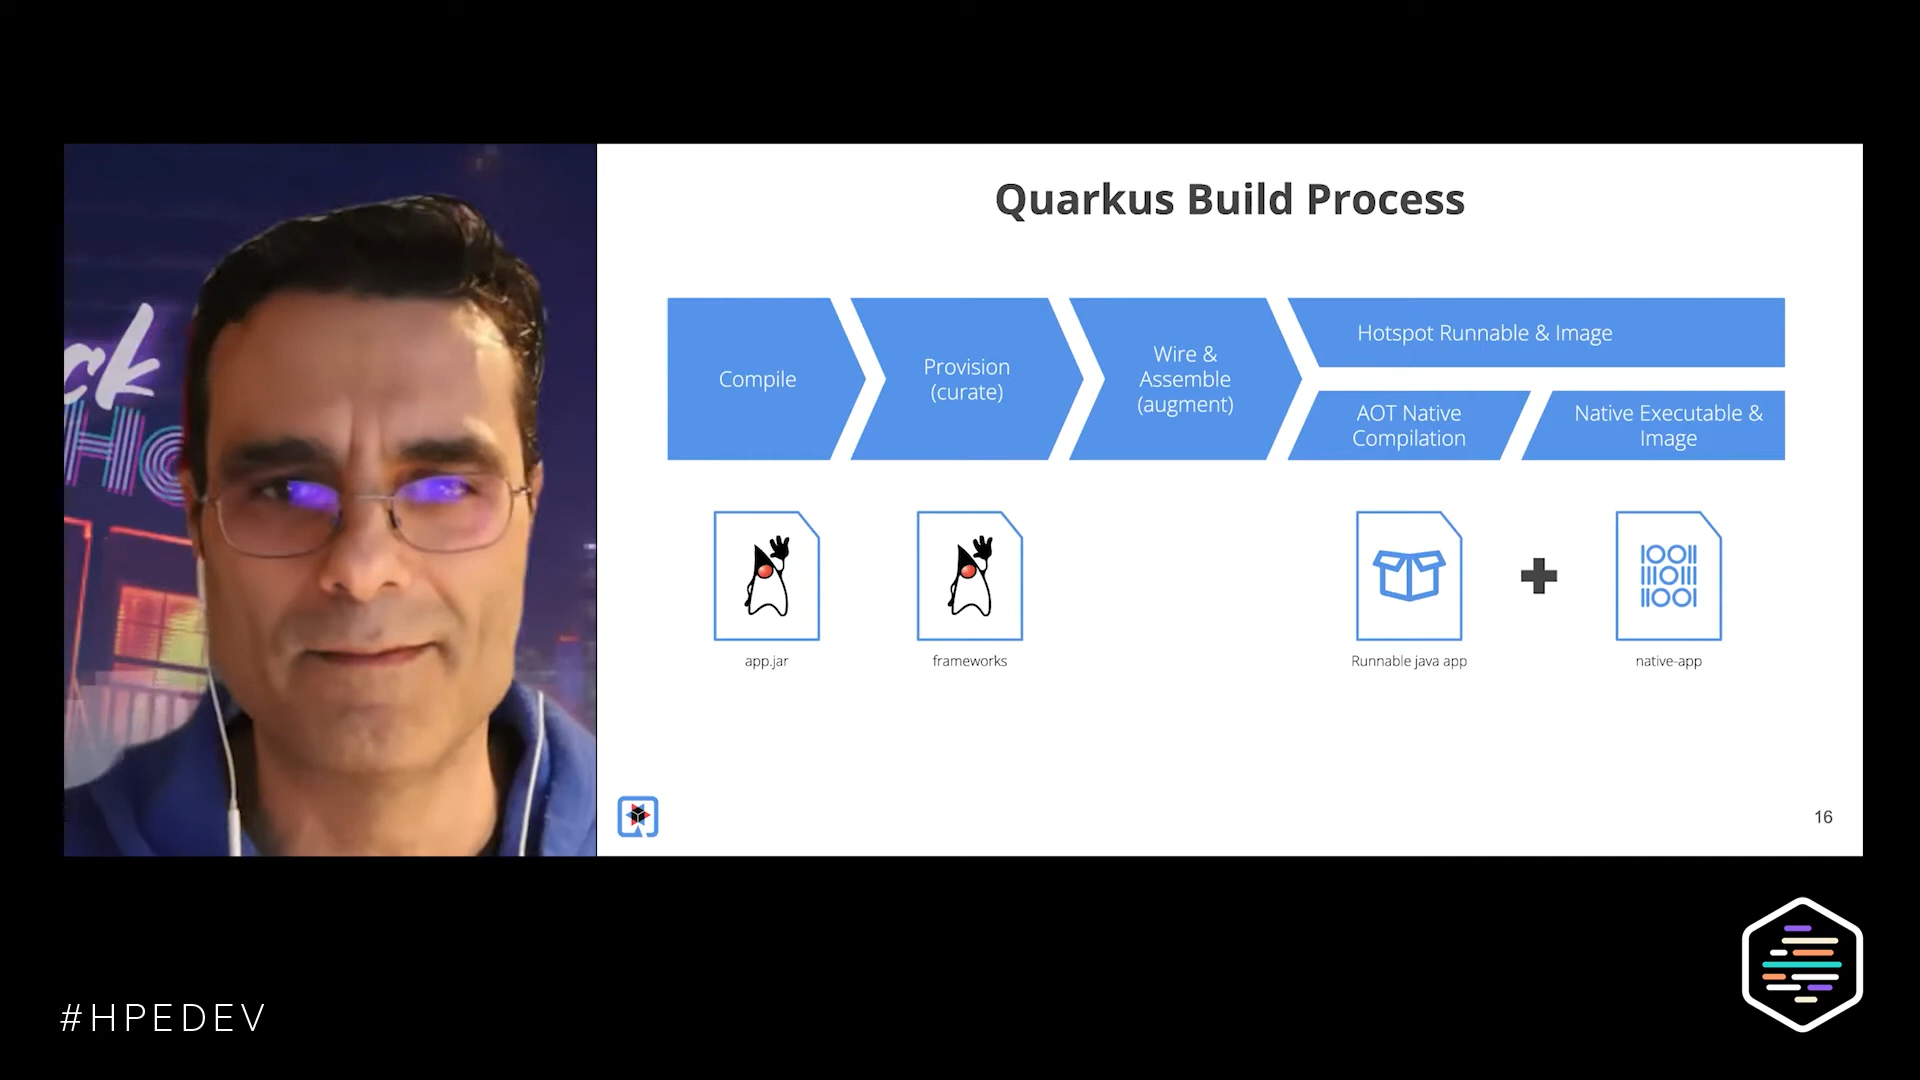 Quarkus Build Process
Compile
Provision
(curate)
Wire &
Assemble
(augment)
Hotspot Runnable & Image
AOT Native
Compilation
Native Executable &
Image
app.jar
frameworks
Runnable java app
native-app
16
ck
#HPEDEV